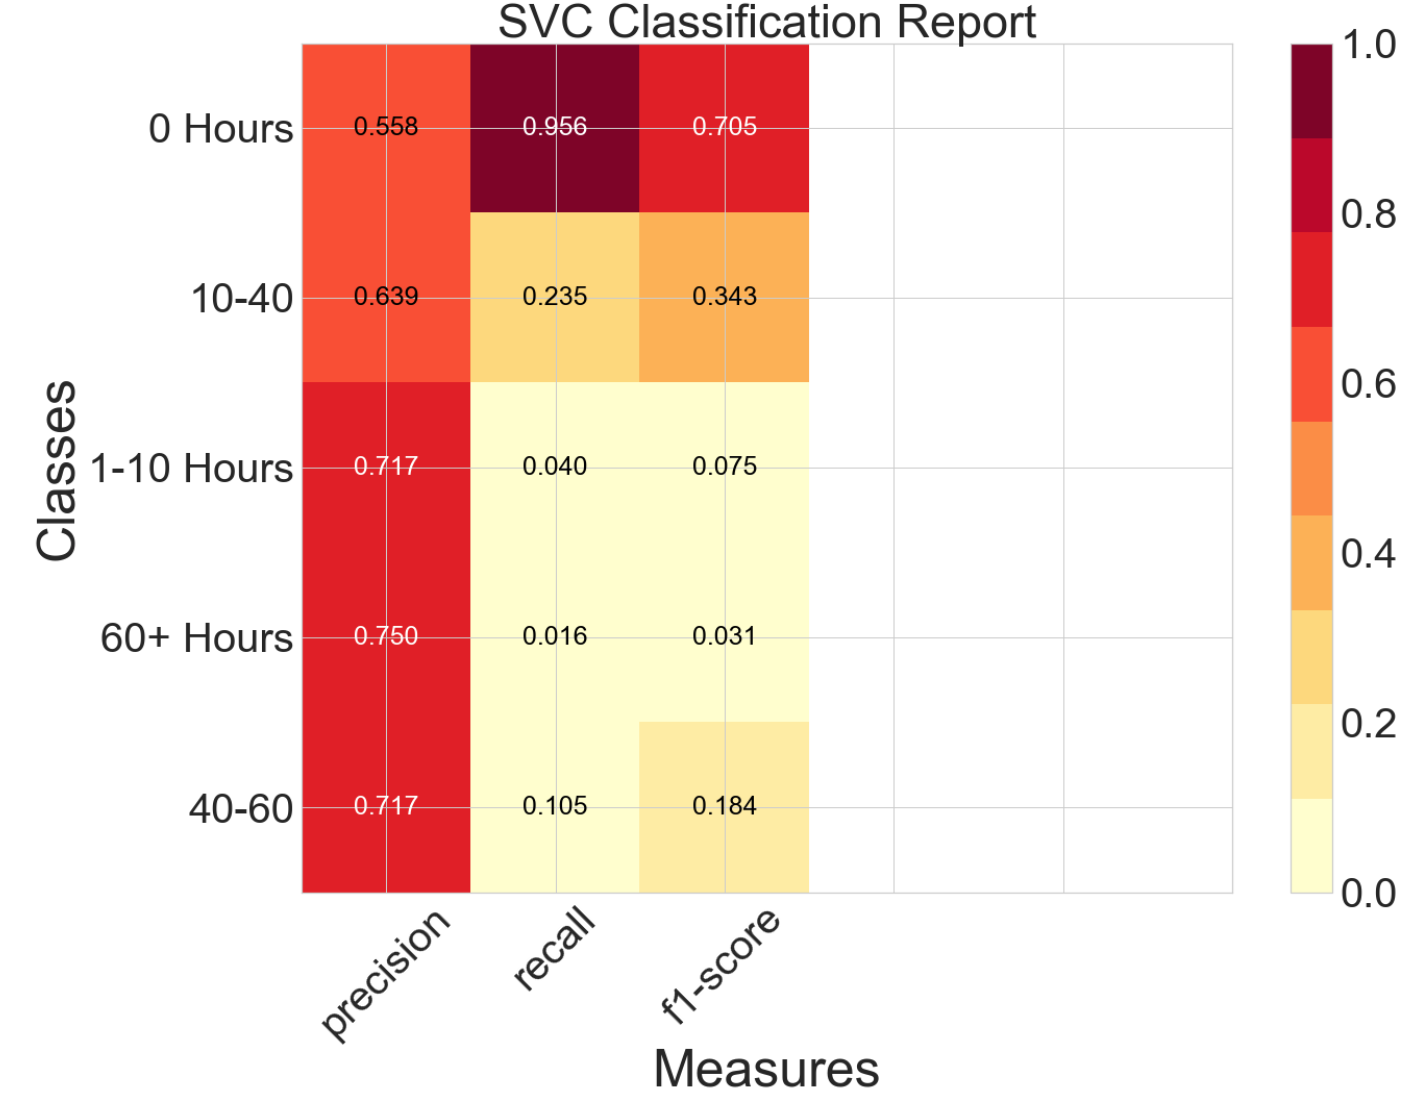 SVC Classification Report
0 Hours 0.558 0.956 0.705
10-40 0.639 0.235 0.343
1-10 Hours 0.717 0.040 0.075
60+ Hours 0.750 0.016 0.031
40-60 0.717 0.105 0.184
Classes
precision recall f1-score
Measures
1.0
0.8
0.6
0.4
0.2
0.0